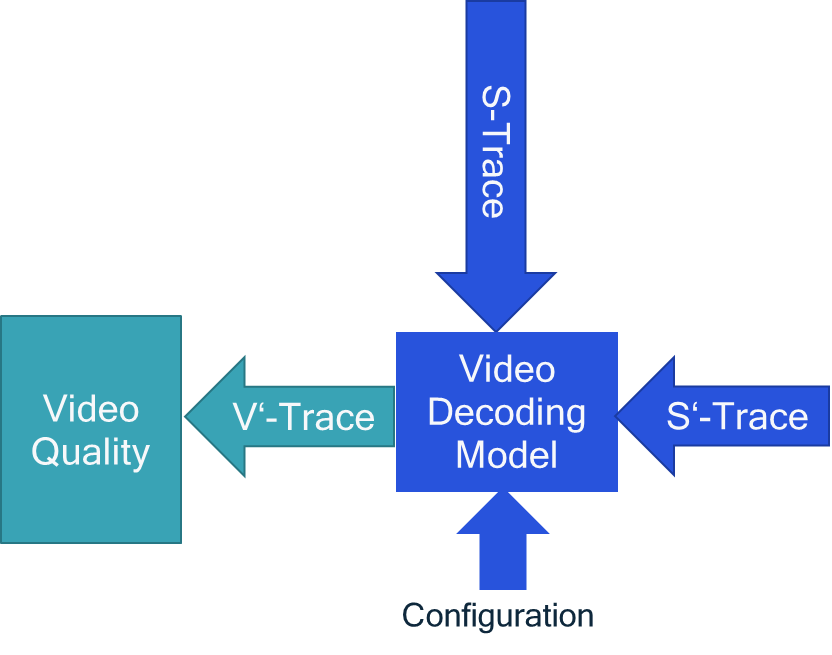 S-Trace
Video
Decoding
Model
Video
Quality
V‘-Trace
S‘-Trace
Configuration